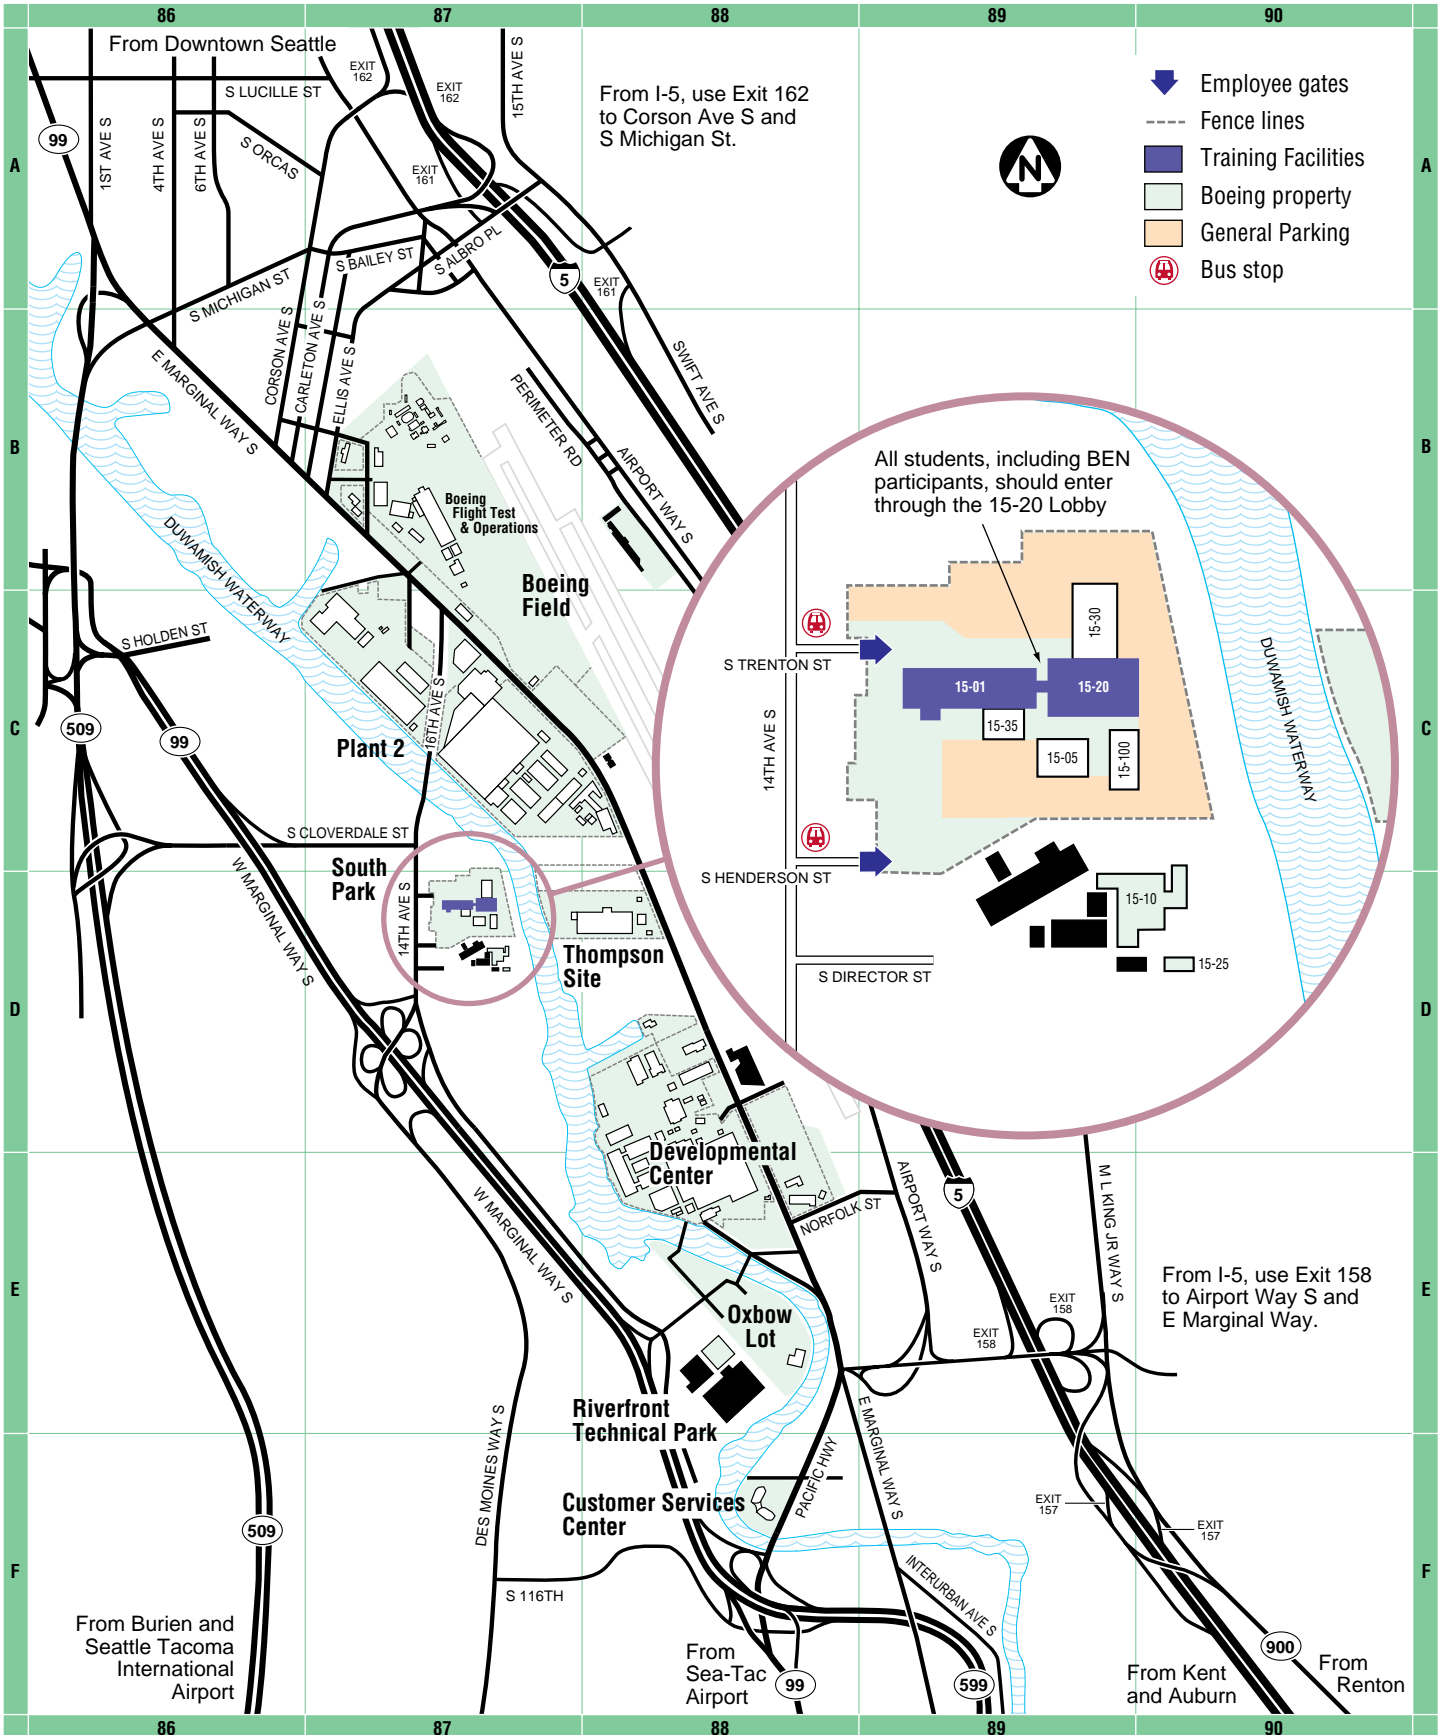 86 87 88 89 90
From Downtown Seattle
S LUCILLE ST
EXIT
162
EXIT
162
15TH AVE S
From I-5, use Exit 162
to Corson Ave S and
S Michigan St.
Employee gates
Fence lines
Training Facilities
Boeing property
General Parking
Bus stop
N
A
A
99
1ST AVE S
4TH AVE S
6TH AVE S
S ORCAS
EXIT
161
S BAILEY ST
S ALBRO PL
5
EXIT
161
S MICHIGAN ST
CORSON AVE S
CARLETON AVE S
ELLIS AVE S
SWIFT AVE S
E MARGINAL WAY S
PERIMETER RD
AIRPORT WAY S
B
B
Boeing
Flight Test
& Operations
DUWAMISH WATERWAY
Boeing
Field
All students, including BEN
participants, should enter
through the 15-20 Lobby
15-30
S TRENTON ST
15-01
15-20
15-35
15-05
15-100
14TH AVE S
DUWAMISH WATERWAY
S HENDERSON ST
15-10
15-25
S DIRECTOR ST
S HOLDEN ST
C
C
509
99
16TH AVE S
Plant 2
S CLOVERDALE ST
South
Park
14TH AVE S
W MARGINAL WAY S
Thompson
Site
D
D
Developmental
Center
NORFOLK ST
AIRPORT WAY S
5
M L KING JR WAY S
W MARGINAL WAY S
From I-5, use Exit 158
to Airport Way S and
E Marginal Way.
E
E
EXIT
158
EXIT
158
Oxbow
Lot
Riverfront
Technical Park
DES MOINES WAY S
E MARGINAL WAY S
PACIFIC HWY
Customer Services
Center
EXIT
157
EXIT
157
509
F
F
S 116TH
INTERURBAN AVE S
From Burien and
Seattle Tacoma
International
Airport
From
Sea-Tac
Airport
99
599
From Kent
and Auburn
900
From
Renton
86 87 88 89 90